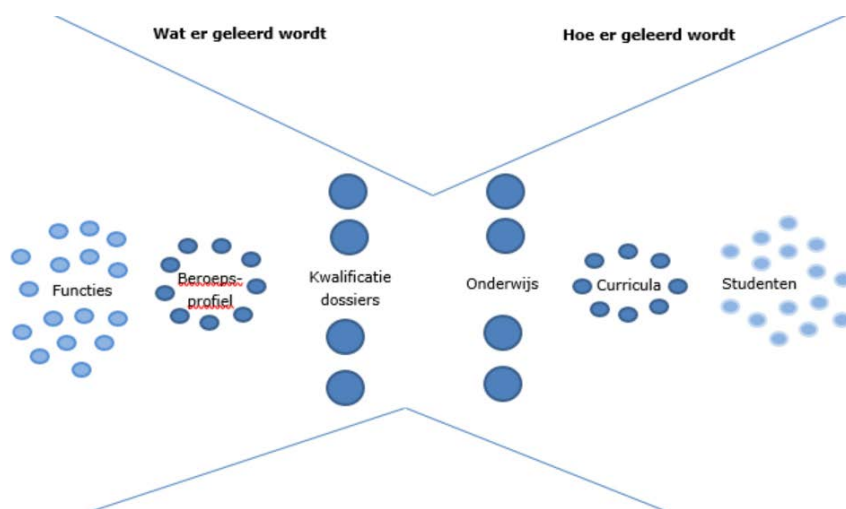 Wat er geleerd wordt
Hoe er geleerd wordt
Functies
Beroeps-
profiel
Kwalificatie
dossiers
Onderwijs
Curricula
Studenten